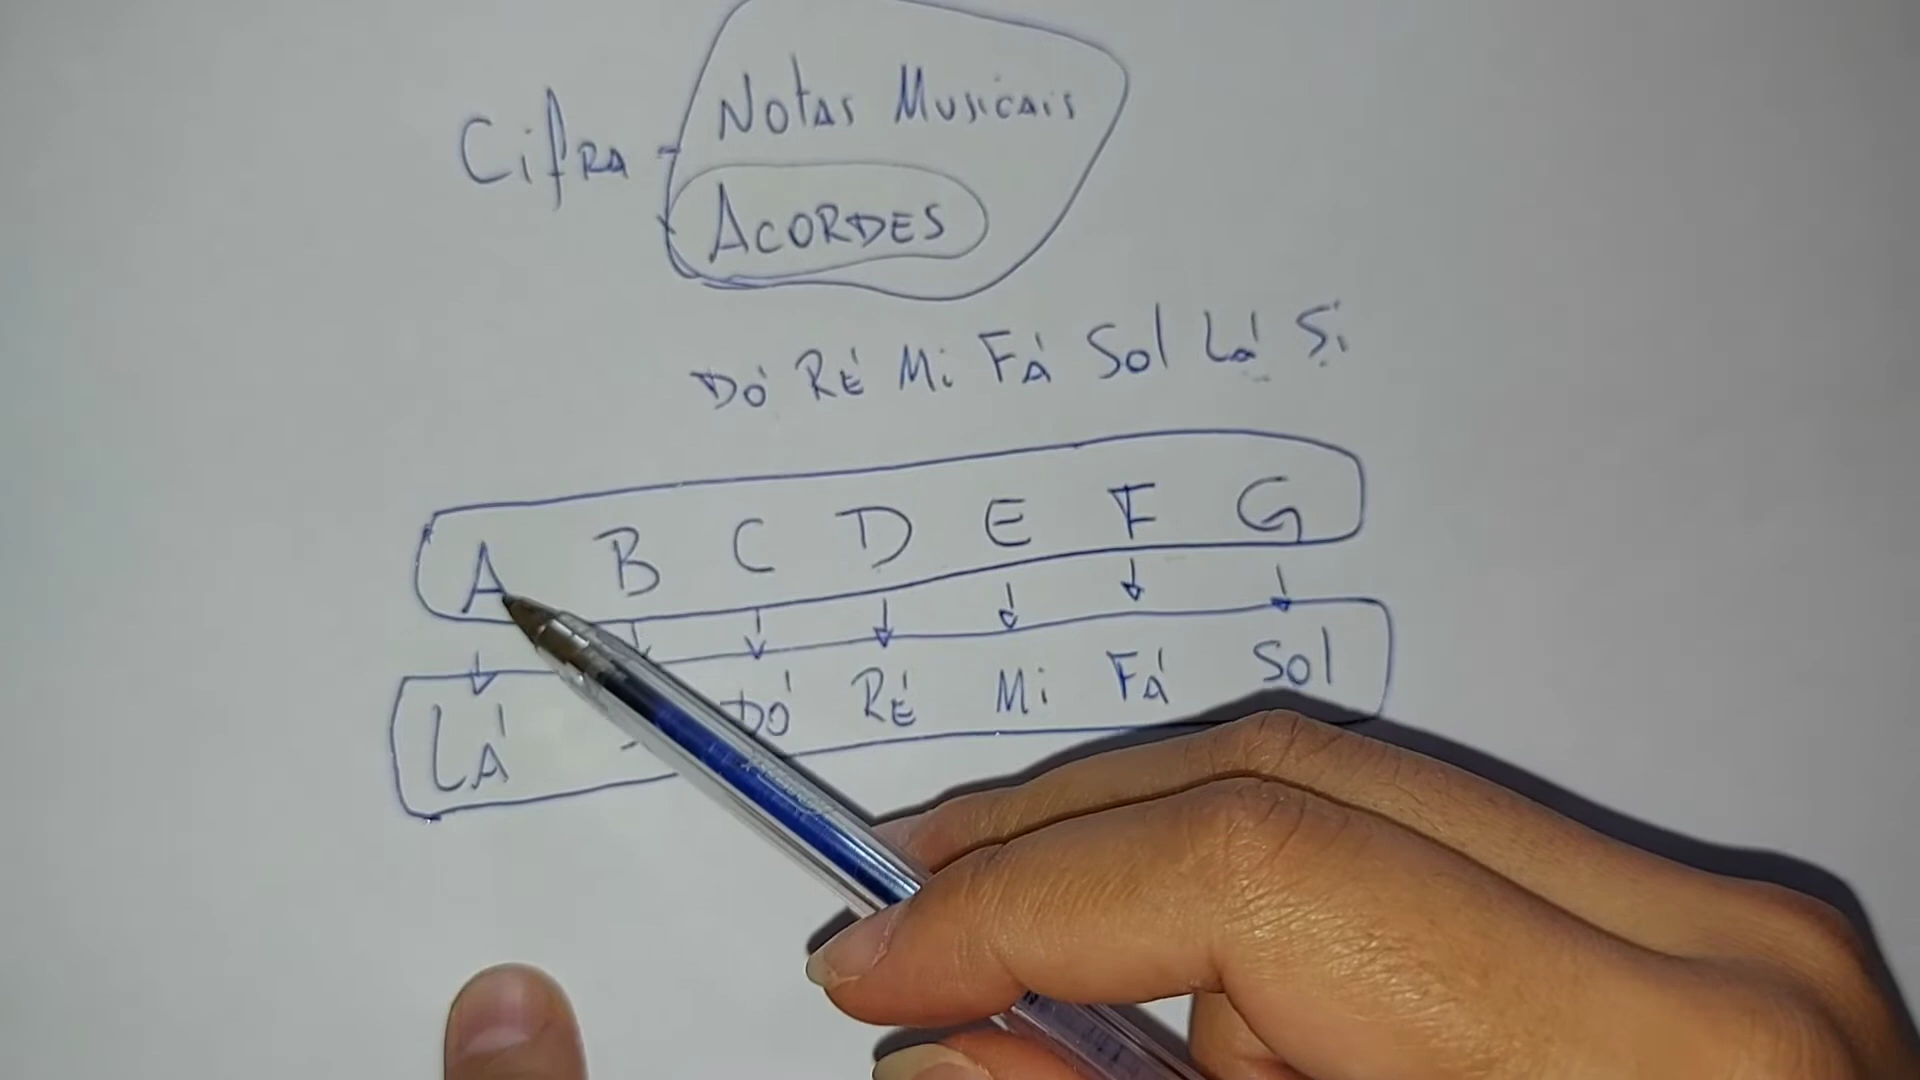 Notas Musicais
Cifra -
Acordes
Dó Ré Mi Fá Sol Lá Si
A B C D E F G
Lá Dó Ré Mi Fá Sol